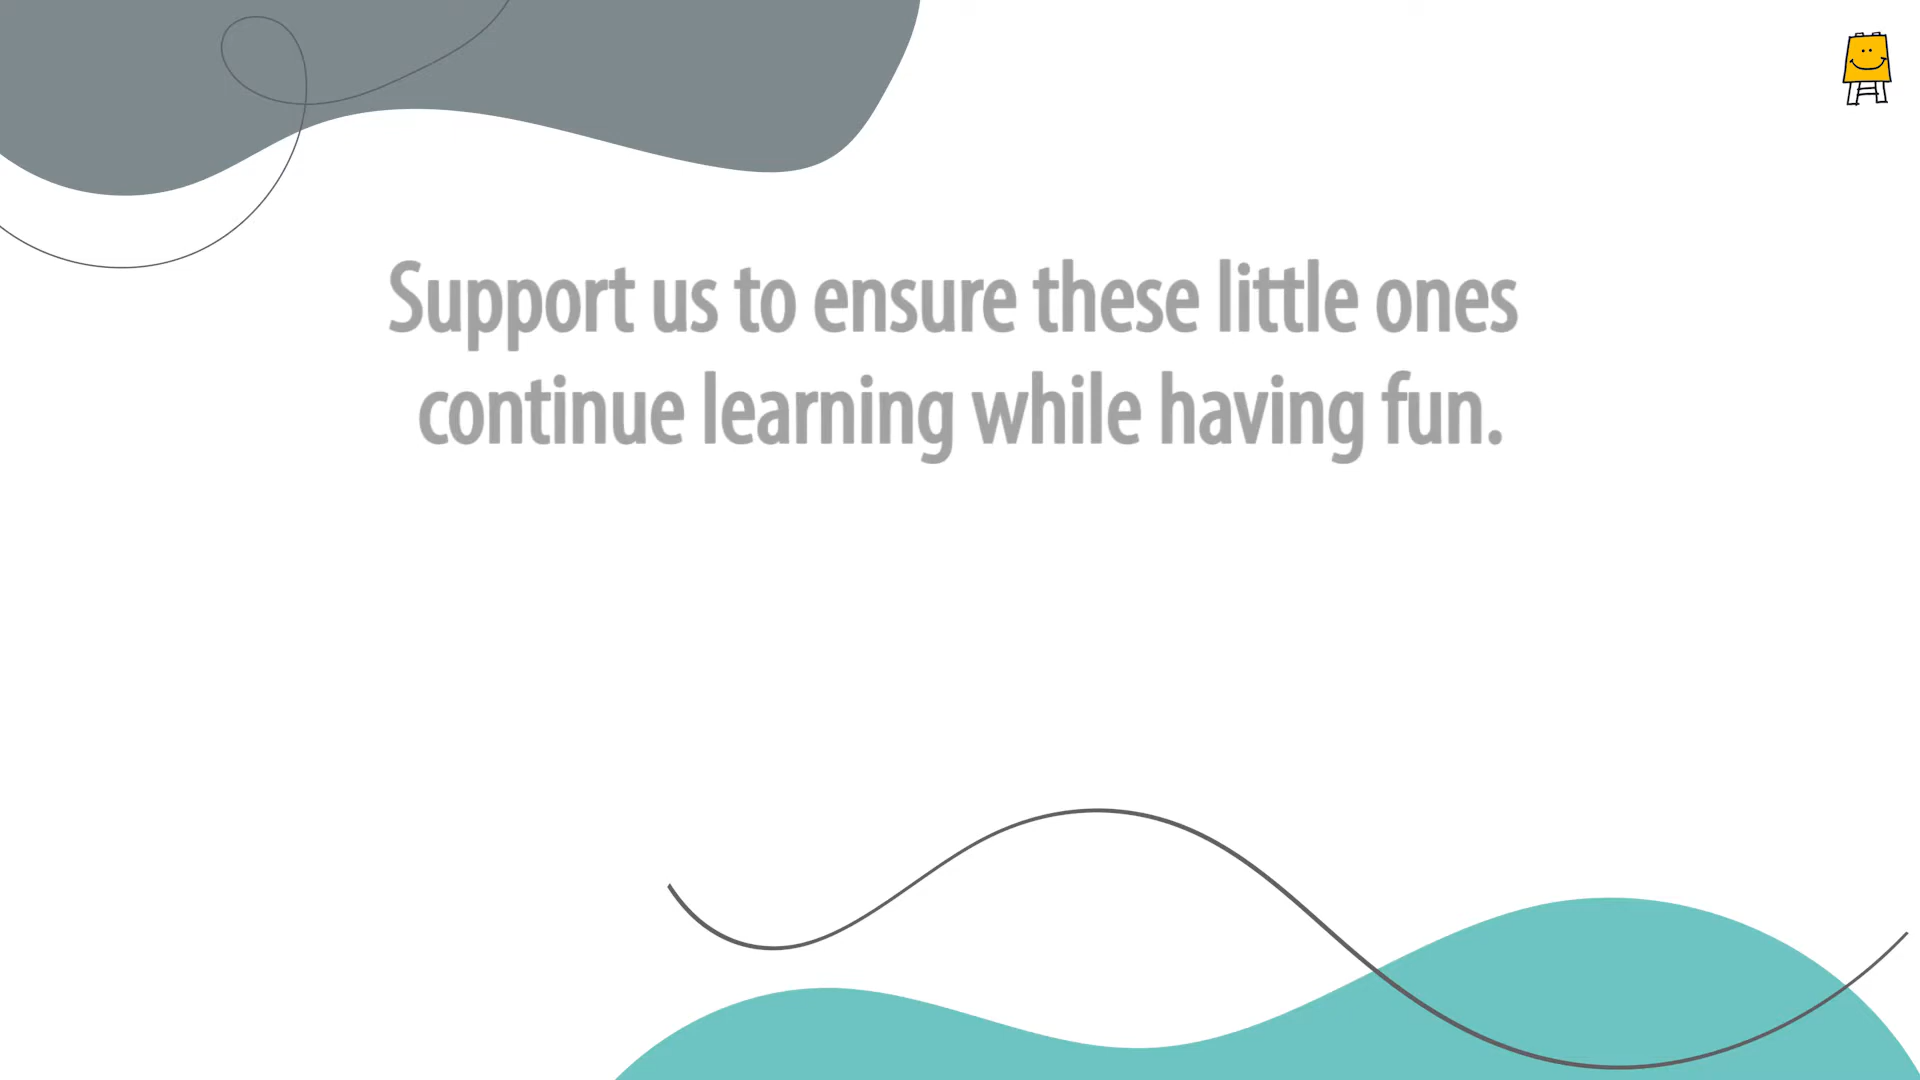 Support us to ensure these little ones
continue learning while having fun.